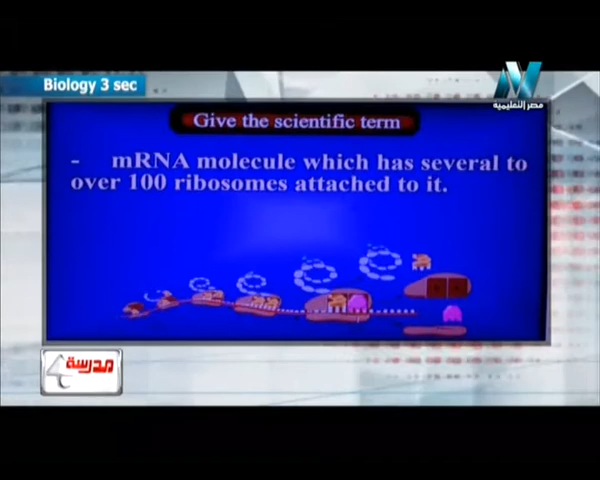 Biology 3 sec
مصر التعليمية
Give the scientific term
- mRNA molecule which has several to
over 100 ribosomes attached to it.
مدرسة